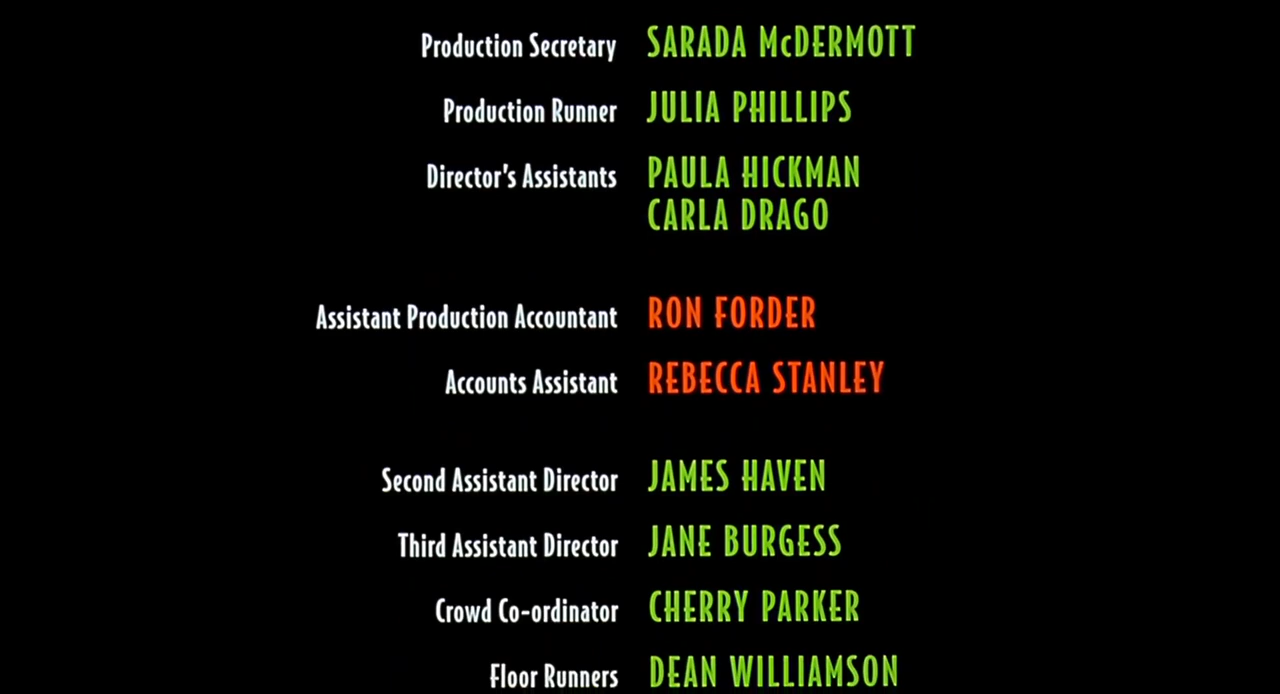 Production Secretary SARADA McDERMOTT
Production Runner JULIA PHILLIPS
Director's Assistants PAULA HICKMAN
CARLA DRAGO
Assistant Production Accountant RON FORDER
Accounts Assistant REBECCA STANLEY
Second Assistant Director JAMES HAVEN
Third Assistant Director JANE BURGESS
Crowd Co-ordinator CHERRY PARKER
Floor Runners DEAN WILLIAMSON